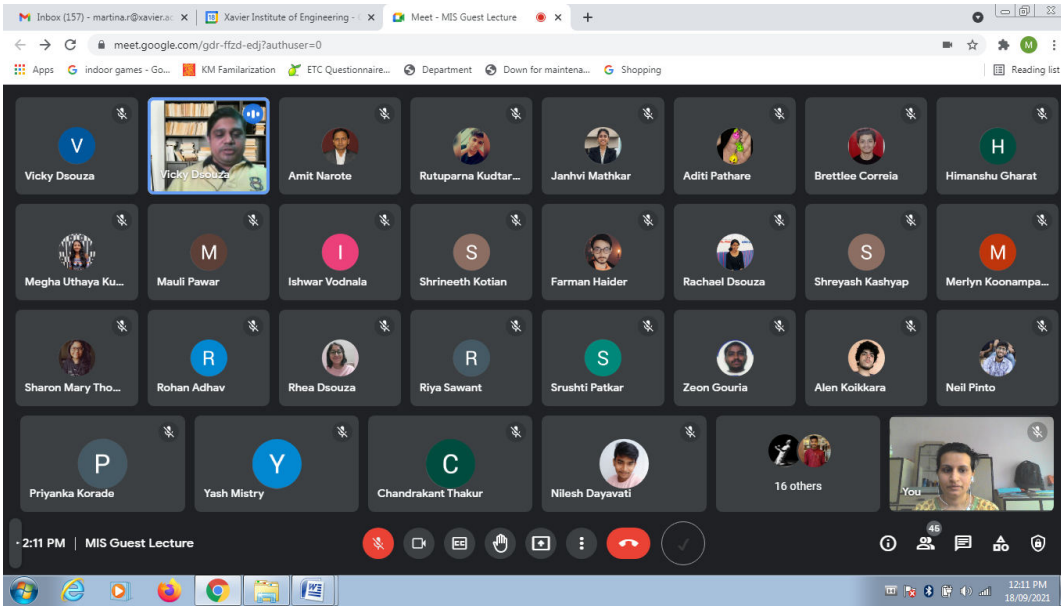 Inbox (157) - martina.r@xavier.ac
Xavier Institute of Engineering -
Meet - MIS Guest Lecture
meet.google.com/gdr-ffzd-edj?authuser=0
M
Apps
indoor games - Go...
KM Familarization
ETC Questionnaire...
Department
Down for maintena...
Shopping
Reading list
V
H
Vicky Dsouza
Vicky Dsouza
Amit Narote
Rutuparna Kudtar...
Janhvi Mathkar
Aditi Pathare
Brettlee Correia
Himanshu Gharat
M
I
S
S
M
Megha Uthaya Ku...
Mauli Pawar
Ishwar Vodnala
Shrineeth Kotian
Farman Haider
Rachael Dsouza
Shreyash Kashyap
Merlyn Koonampa...
R
R
S
Sharon Mary Tho...
Rohan Adhav
Rhea Dsouza
Riya Sawant
Srushti Patkar
Zeon Gouria
Alen Koikkara
Neil Pinto
P
Y
C
Priyanka Korade
Yash Mistry
Chandrakant Thakur
Nilesh Dayavati
16 others
You
2:11 PM | MIS Guest Lecture
CC
45
12:11 PM
18/09/2021